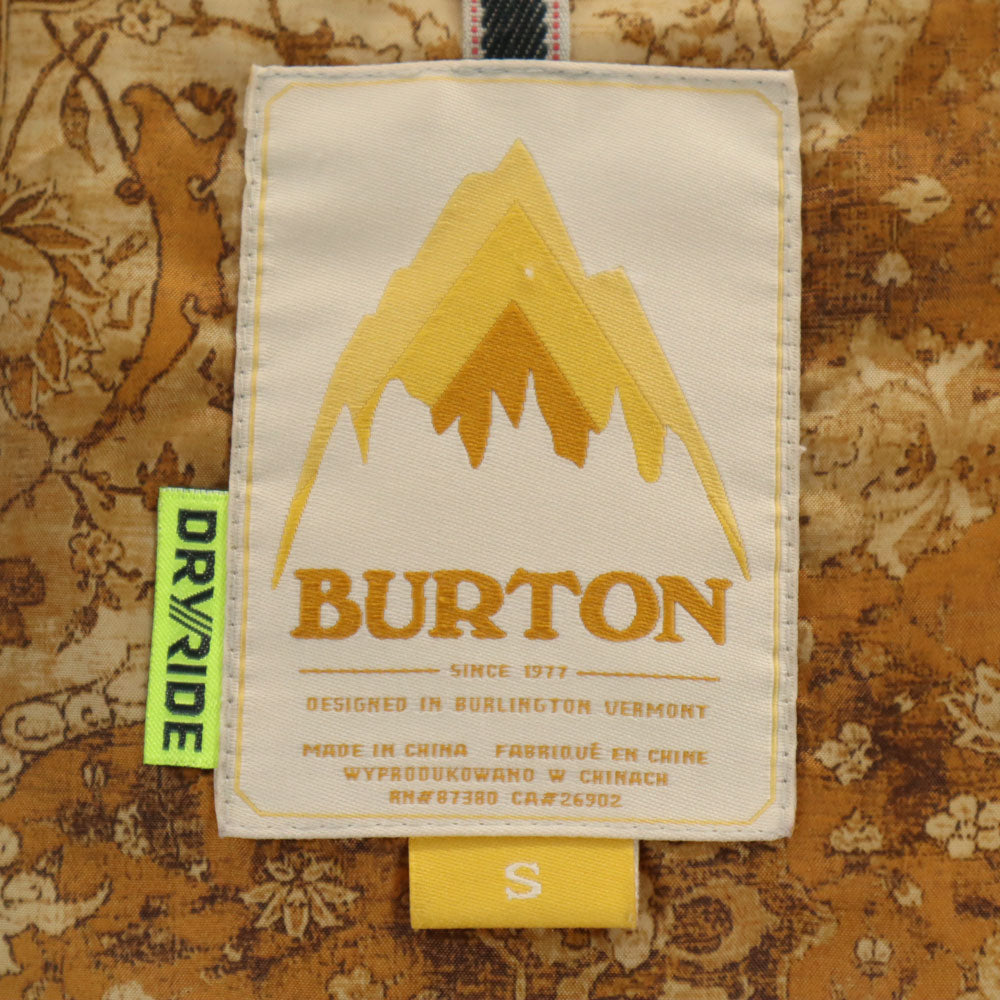 BURTON
SINCE 1977
DESIGNED IN BURLINGTON VERMONT
MADE IN CHINA FABRIQUÉ EN CHINE
WYPRODUKOWANO W CHINACH
RN#87380 CA#26902
DRY//RIDE
S